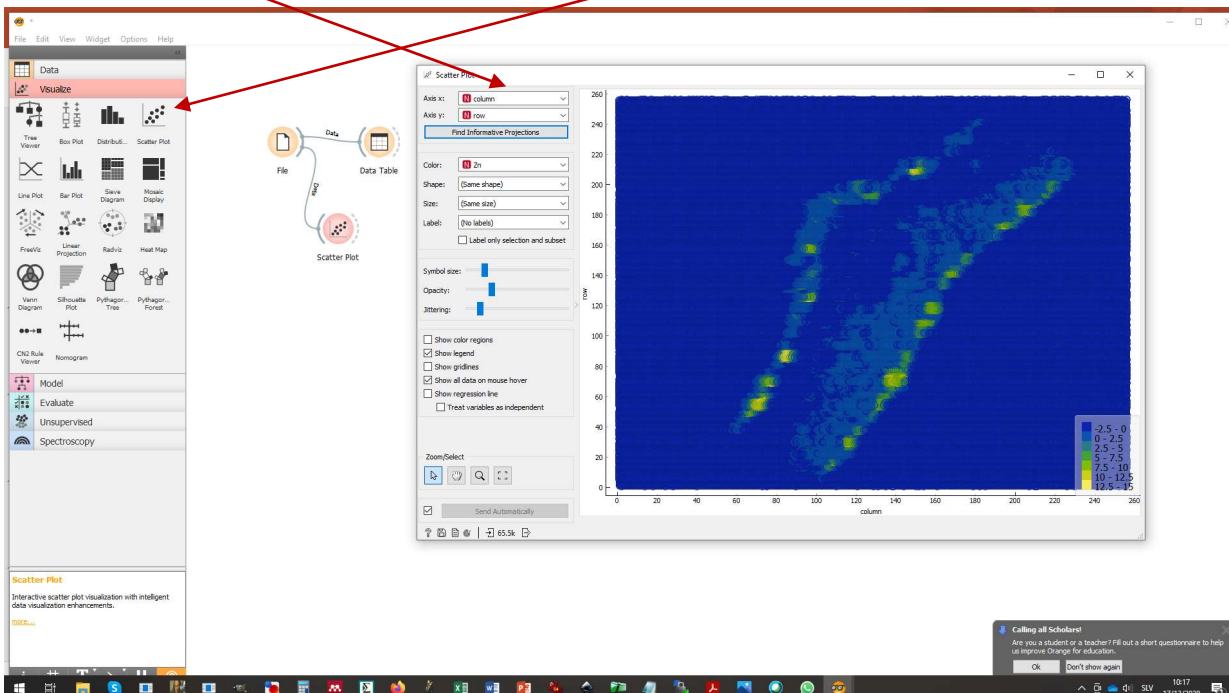 File Edit View Widget Options Help
Data
Visualize
Tree Viewer
Box Plot
Distributi...
Scatter Plot
Line Plot
Bar Plot
Sieve Diagram
Mosaic Display
FreeViz
Linear Projection
Radviz
Heat Map
Venn Diagram
Silhouette Plot
Pythagor... Tree
Pythagor... Forest
CN2 Rule Viewer
Nomogram
Model
Evaluate
Unsupervised
Spectroscopy
Scatter Plot
Interactive scatter plot visualization with intelligent
data visualization enhancements.
more...
File
Data
Data Table
Data
Scatter Plot
Scatter Plot
Axis x: N column
Axis y: N row
Find Informative Projections
Color: N Zn
Shape: (Same shape)
Size: (Same size)
Label: (No labels)
Label only selection and subset
Symbol size:
Opacity:
Jittering:
Show color regions
Show legend
Show gridlines
Show all data on mouse hover
Show regression line
Treat variables as independent
Zoom/Select
Send Automatically
65.5k
260
240
220
200
180
160
140
120
100
80
60
40
20
0
row
0 20 40 60 80 100 120 140 160 180 200 220 240 260
column
-2.5 - 0
0 - 2.5
2.5 - 5
5 - 7.5
7.5 - 10
10 - 12.5
12.5 - 15
Calling all Scholars!
Are you a student or a teacher? Fill out a short questionnaire to help
us improve Orange for education.
Ok Don't show again
SLV
10:17